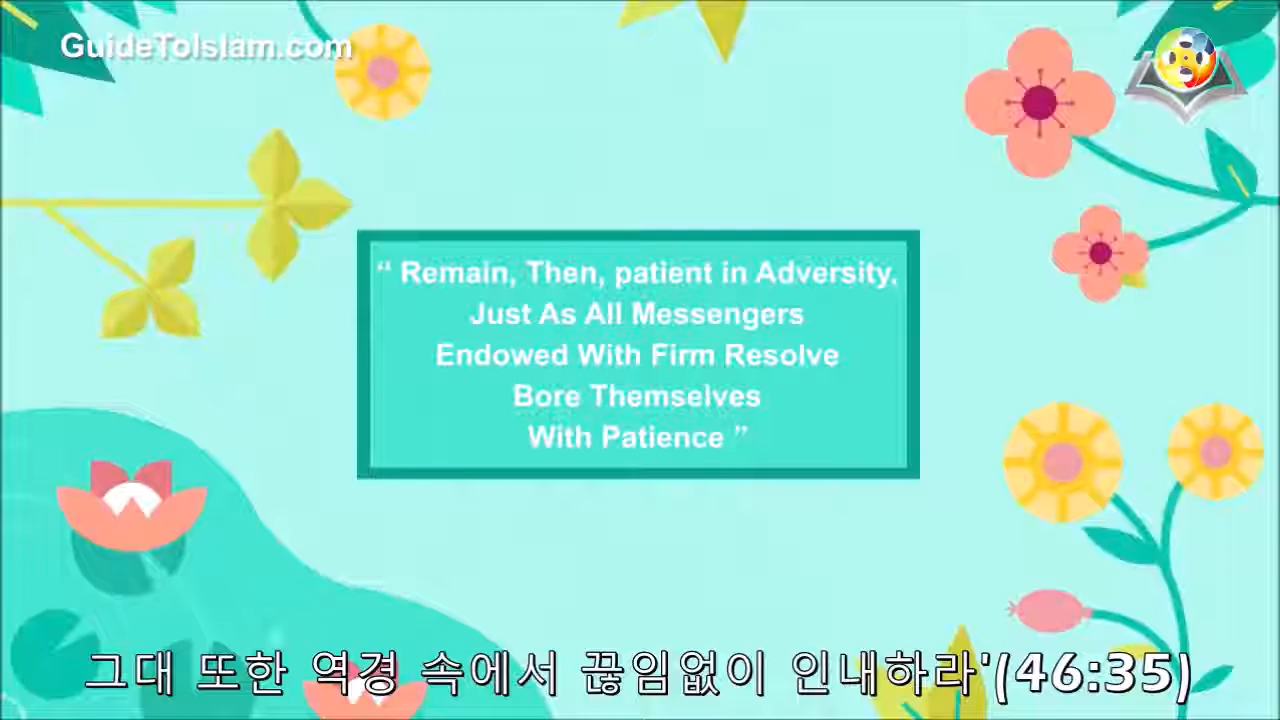 GuideToIslam.com
“ Remain, Then, patient in Adversity,
Just As All Messengers
Endowed With Firm Resolve
Bore Themselves
With Patience ”
그대 또한 역경 속에서 끊임없이 인내하라'(46:35)